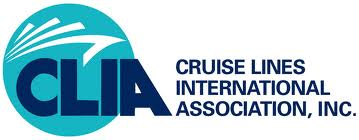 CLIA
CRUISE LINES
INTERNATIONAL
ASSOCIATION, INC.